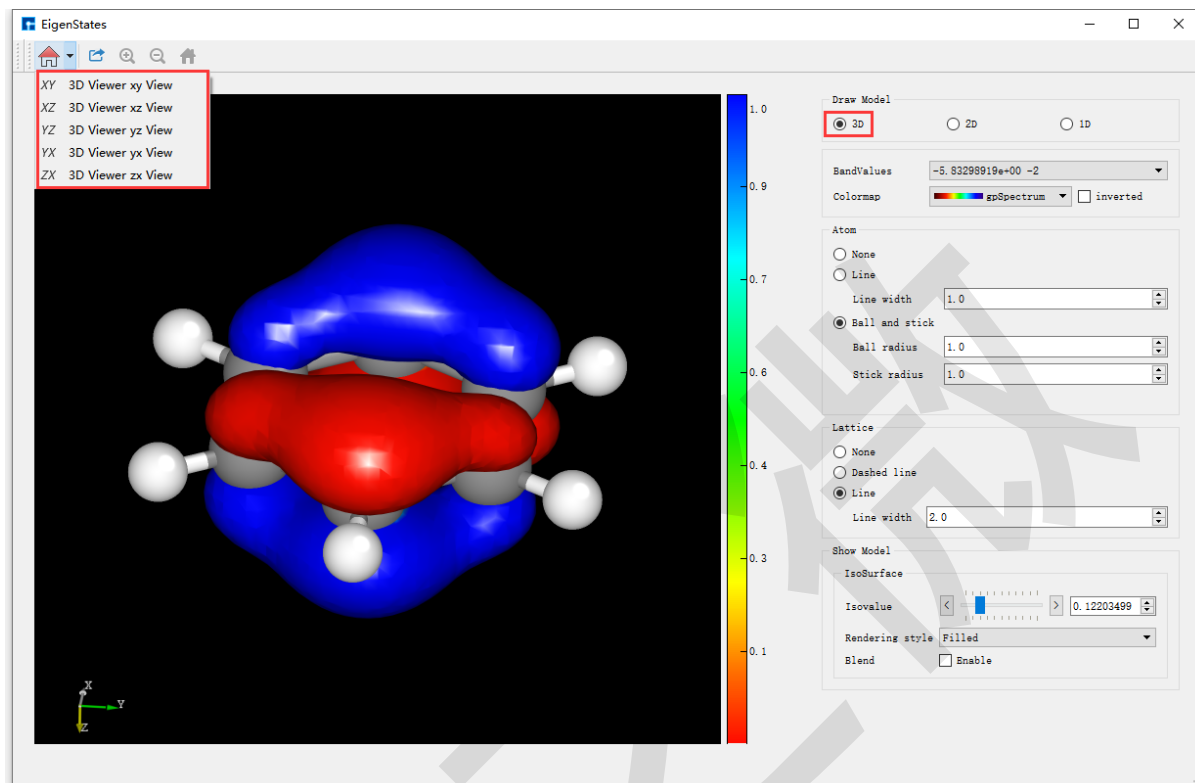 EigenStates
XY 3D Viewer xy View
XZ 3D Viewer xz View
YZ 3D Viewer yz View
YX 3D Viewer yx View
ZX 3D Viewer zx View
1.0
0.9
0.7
0.6
0.4
0.3
0.1
X
Y
Z
Draw Model
3D 2D 1D
BandValues -5.83298919e+00 -2
Colormap gpSpectrum inverted
Atom
None
Line
Line width 1.0
Ball and stick
Ball radius 1.0
Stick radius 1.0
Lattice
None
Dashed line
Line
Line width 2.0
Show Model
IsoSurface
Isovalue < > 0.12203499
Rendering style Filled
Blend Enable